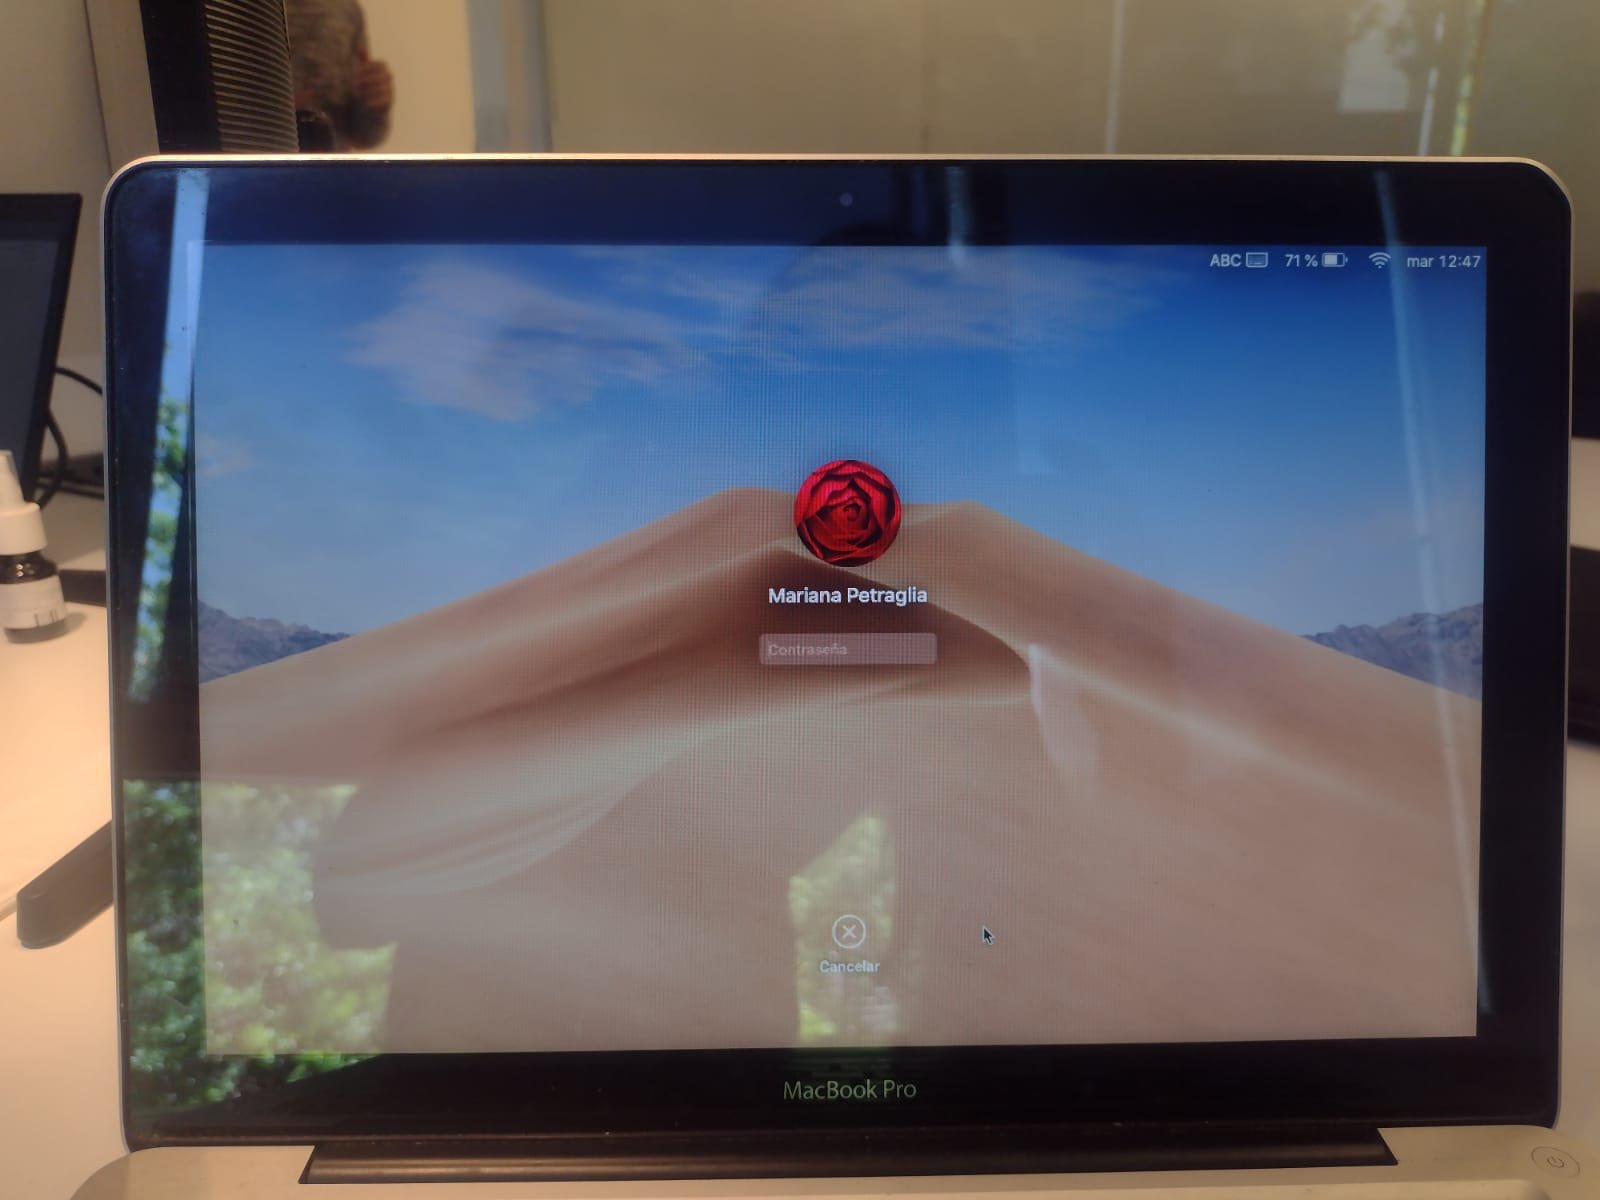 ABC 71 % mar 12:47
Mariana Petraglia
Contraseña
Cancelar
MacBook Pro